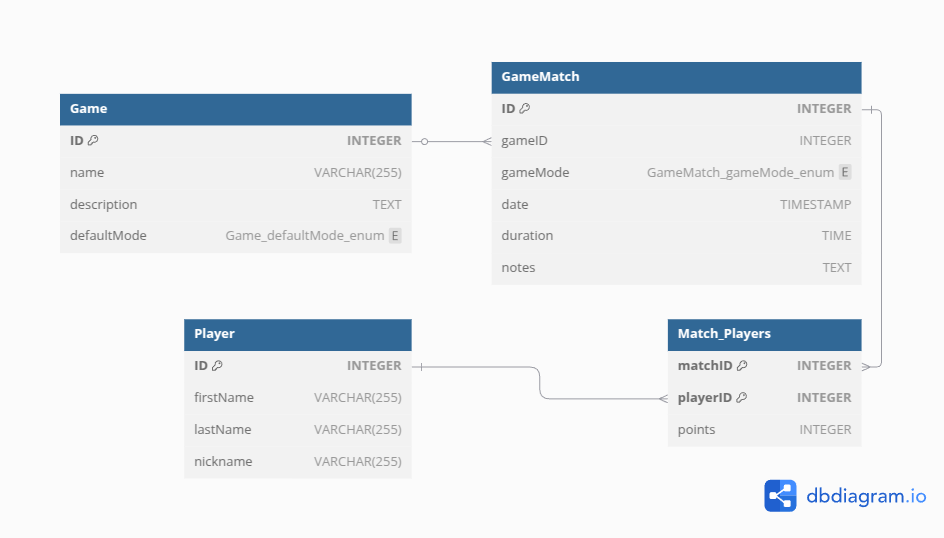 Game
ID INTEGER
name VARCHAR(255)
description TEXT
defaultMode Game_defaultMode_enum E
GameMatch
ID INTEGER
gameID INTEGER
gameMode GameMatch_gameMode_enum E
date TIMESTAMP
duration TIME
notes TEXT
Player
ID INTEGER
firstName VARCHAR(255)
lastName VARCHAR(255)
nickname VARCHAR(255)
Match_Players
matchID INTEGER
playerID INTEGER
points INTEGER
dbdiagram.io